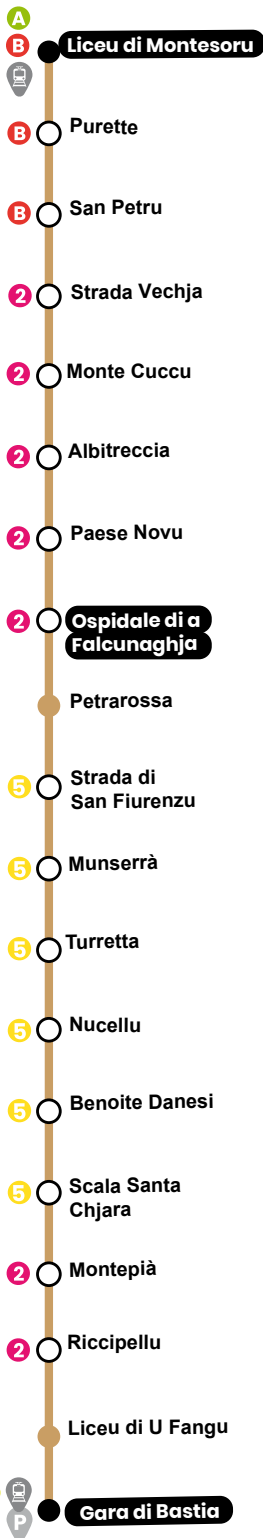 A
B
Liceu di Montesoru
B
Purette
B
San Petru
2
Strada Vechja
2
Monte Cuccu
2
Albitreccia
2
Paese Novu
2
Ospidale di a
Falcunaghja
Petrarossa
5
Strada di
San Fiurenzu
5
Munserrà
5
Turretta
5
Nucellu
5
Benoite Danesi
5
Scala Santa
Chjara
2
Montepià
2
Riccipellu
Liceu di U Fangu
Gara di Bastia
P